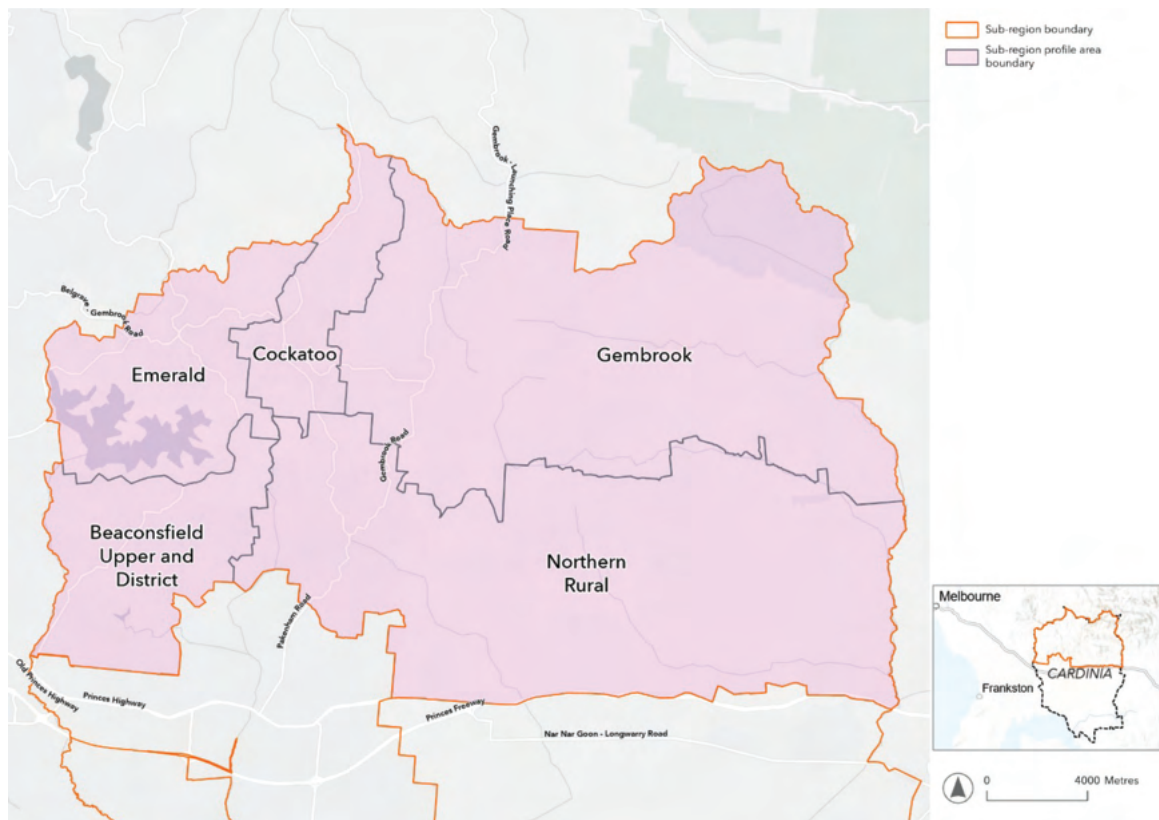 Sub-region boundary
Sub-region profile area
boundary
Gembrook - Launching Place Road
Belgrave - Gembrook Road
Cockatoo
Gembrook
Emerald
Gembrook Road
Beaconsfield
Upper and
District
Northern
Rural
Pakenham Road
Old Princes Highway
Princes Highway
Princes Freeway
Nar Nar Goon - Longwarry Road
Melbourne
CARDINIA
Frankston
0
4000 Metres